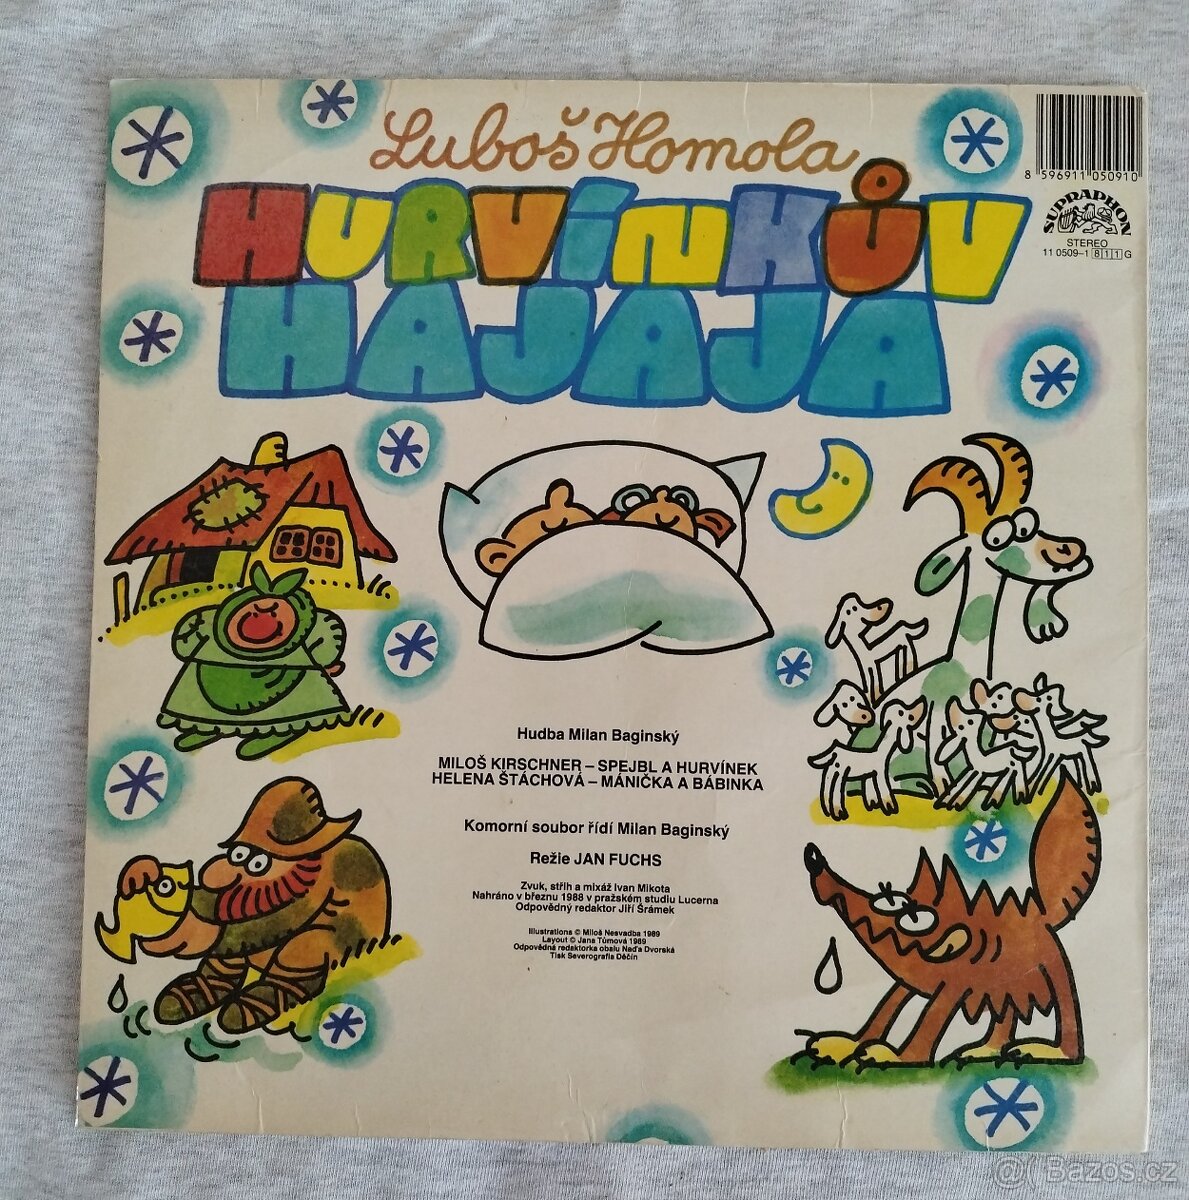 Luboš Homola
HURVÍNKŮV
HAJAJA
8 596911 050910
SUPRAPHON
STEREO
11 0509-1 811 G
Hudba Milan Baginský
MILOŠ KIRSCHNER – SPEJBL A HURVÍNEK
HELENA ŠTÁCHOVÁ – MÁNIČKA A BÁBINKA
Komorní soubor řídí Milan Baginský
Režie JAN FUCHS
Zvuk, střih a mixáž Ivan Mikota
Nahráno v březnu 1988 v pražském studiu Lucerna
Odpovědný redaktor Jiří Šrámek
Illustrations © Miloš Nesvadba 1989
Layout © Jana Tůmová 1989
Odpovědná redaktorka obalu Naďa Dvorská
Tisk Severografia Děčín
@ Bazos.cz